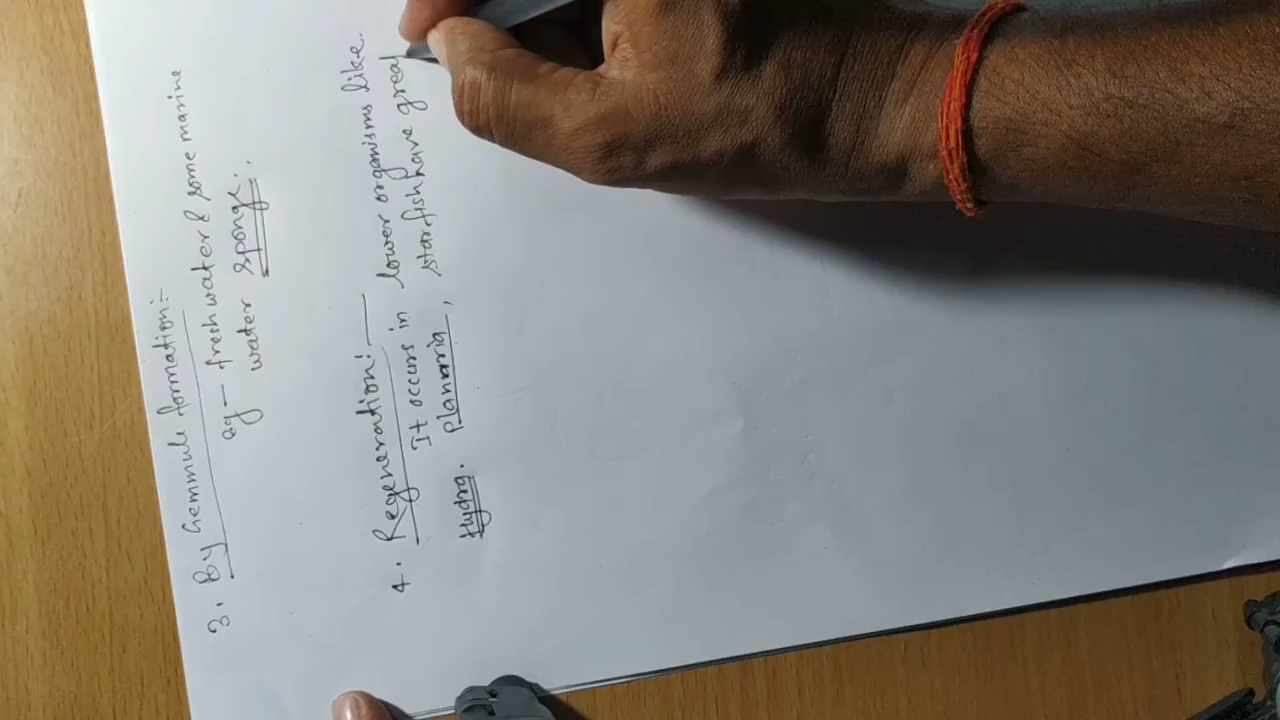 3. By Gemmule formation:-
eg - fresh water & some marine
water sponge.
4. Regeneration:-
It occurs in lower organisms like.
Hydra. planaria, starfish have grea